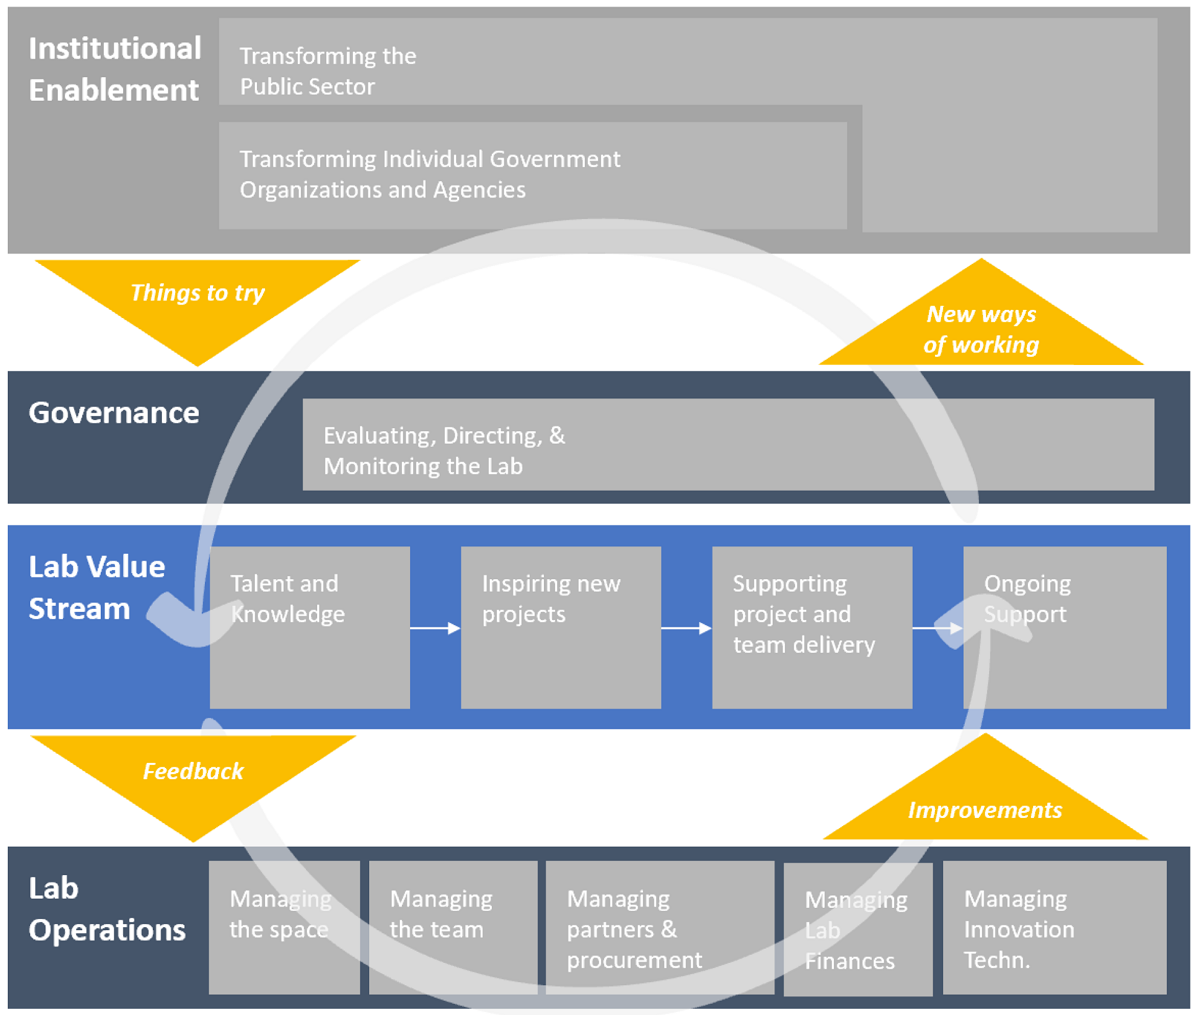 Institutional
Enablement
Transforming the
Public Sector
Transforming Individual Government
Organizations and Agencies
Things to try
New ways
of working
Governance
Evaluating, Directing, &
Monitoring the Lab
Lab Value
Stream
Talent and
Knowledge
Inspiring new
projects
Supporting
project and
team delivery
Ongoing
Support
Feedback
Improvements
Lab
Operations
Managing
the space
Managing
the team
Managing
partners &
procurement
Managing
Lab
Finances
Managing
Innovation
Techn.